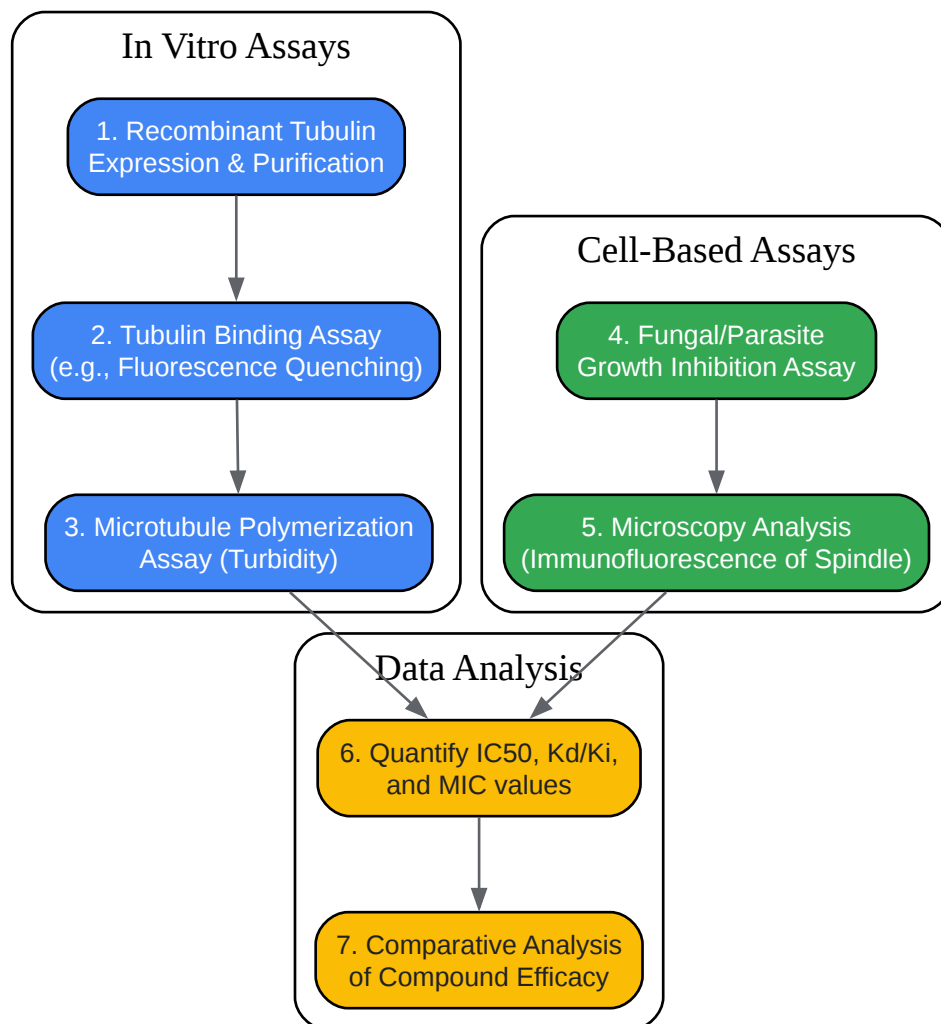 In Vitro Assays
1. Recombinant Tubulin
Expression & Purification
2. Tubulin Binding Assay
(e.g., Fluorescence Quenching)
3. Microtubule Polymerization
Assay (Turbidity)
Cell-Based Assays
4. Fungal/Parasite
Growth Inhibition Assay
5. Microscopy Analysis
(Immunofluorescence of Spindle)
Data Analysis
6. Quantify IC50, Kd/Ki,
and MIC values
7. Comparative Analysis
of Compound Efficacy